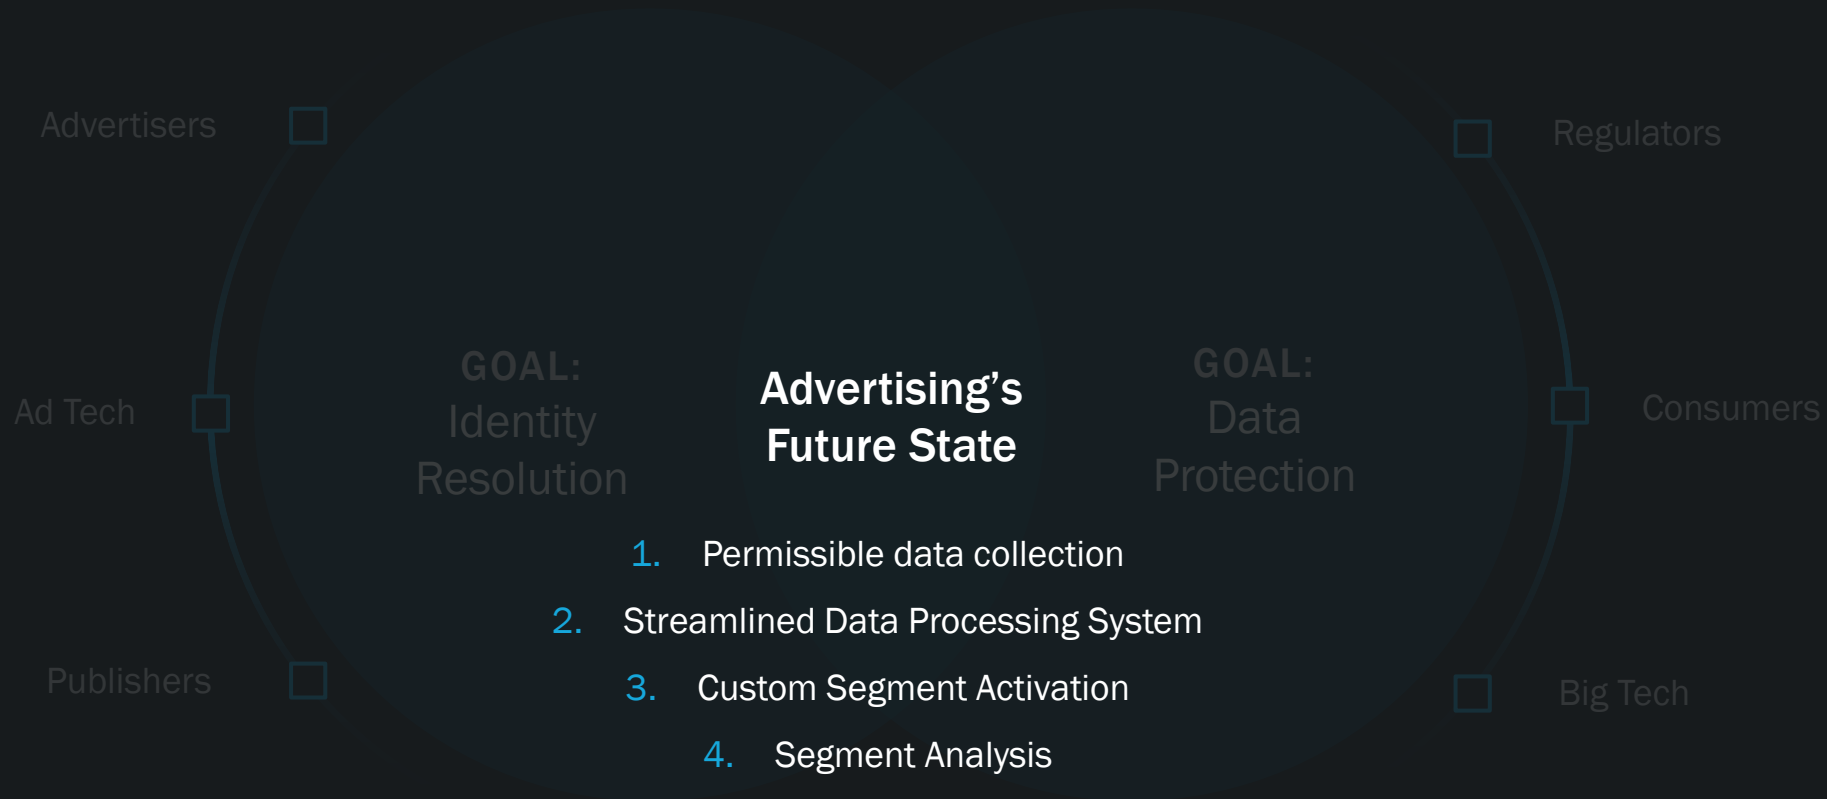 Advertisers
Ad Tech
Publishers
GOAL:
Identity
Resolution
Advertising’s
Future State
GOAL:
Data
Protection
Regulators
Consumers
Big Tech
1. Permissible data collection
2. Streamlined Data Processing System
3. Custom Segment Activation
4. Segment Analysis